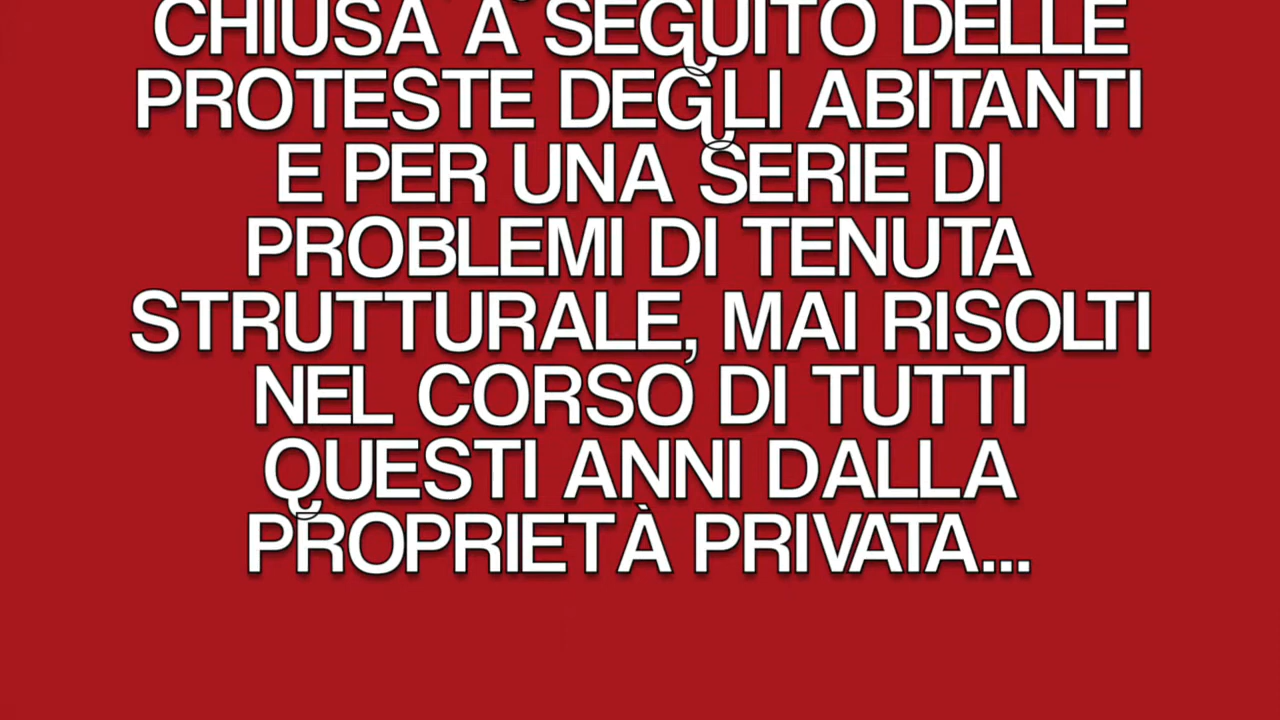 CHIUSA A SEGUITO DELLE
PROTESTE DEGLI ABITANTI
E PER UNA SERIE DI
PROBLEMI DI TENUTA
STRUTTURALE, MAI RISOLTI
NEL CORSO DI TUTTI
QUESTI ANNI DALLA
PROPRIETÀ PRIVATA...